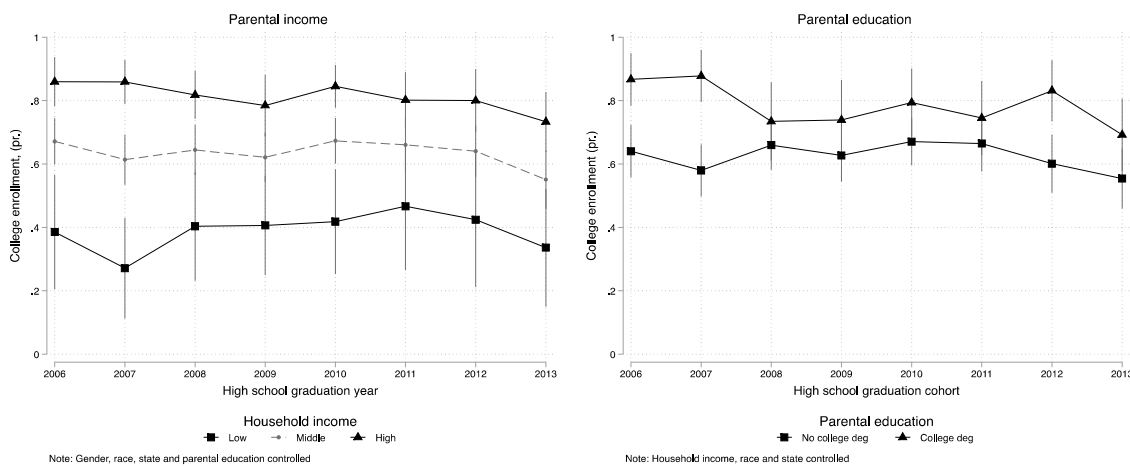 Parental income
College enrollment, (pr.)
1
.8
.6
.4
.2
0
2006 2007 2008 2009 2010 2011 2012 2013
High school graduation year
Household income
Low Middle High
Note: Gender, race, state and parental education controlled
Parental education
College enrollment (pr.)
1
.8
.6
.4
.2
0
2006 2007 2008 2009 2010 2011 2012 2013
High school graduation cohort
Parental education
No college deg College deg
Note: Household income, race and state controlled